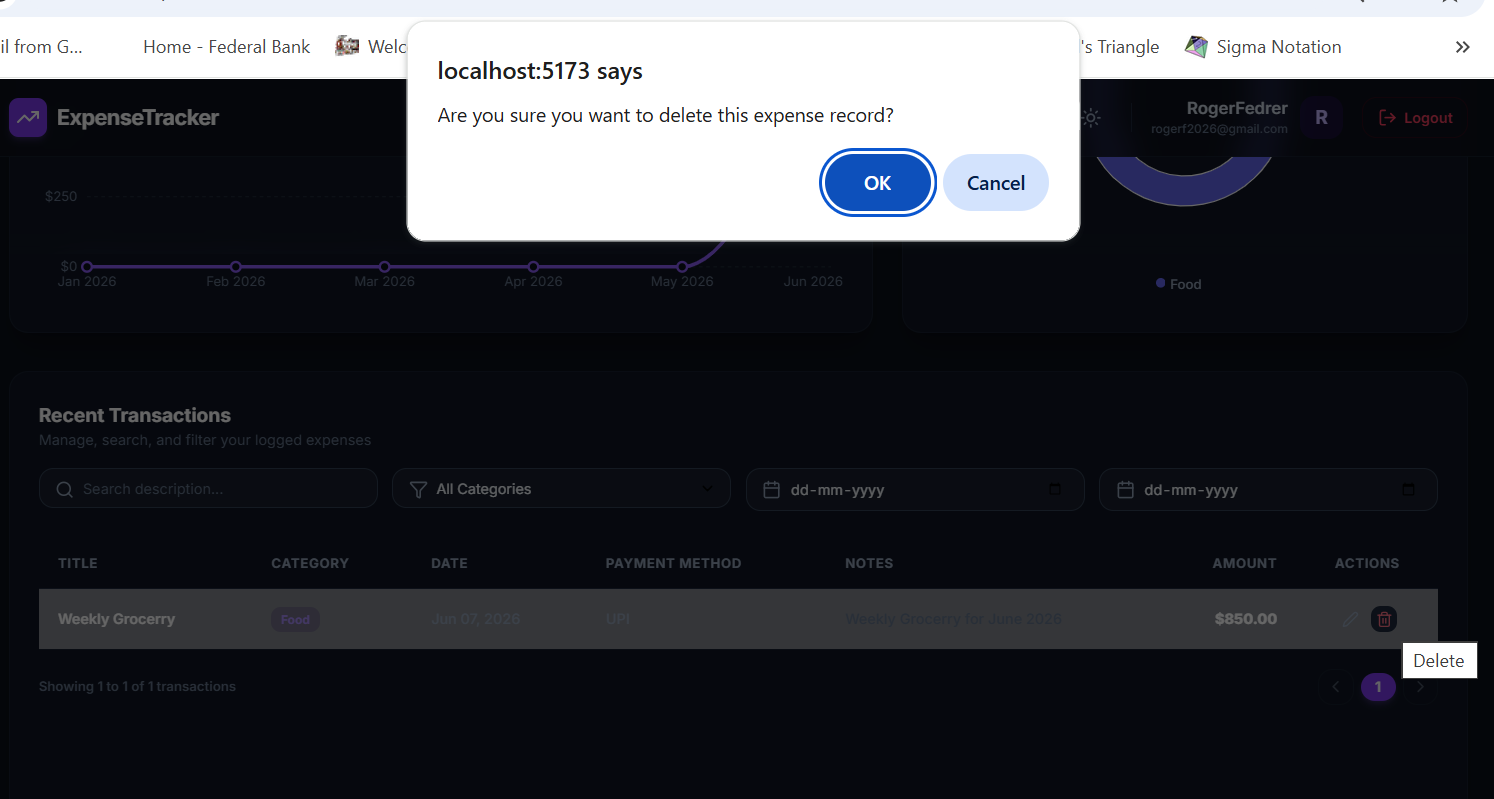 il from G...
Home - Federal Bank
Welc
's Triangle
Sigma Notation
localhost:5173 says
Are you sure you want to delete this expense record?
OK
Cancel
ExpenseTracker
RogerFedrer
rogerf2026@gmail.com
R
Logout
$250
$0
Jan 2026
Feb 2026
Mar 2026
Apr 2026
May 2026
Jun 2026
Food
Recent Transactions
Manage, search, and filter your logged expenses
Search description...
All Categories
dd-mm-yyyy
dd-mm-yyyy
TITLE CATEGORY DATE PAYMENT METHOD NOTES AMOUNT ACTIONS
Weekly Grocerry Food Jun 07, 2026 UPI Weekly Grocerry for June 2026 $850.00
Delete
Showing 1 to 1 of 1 transactions
1